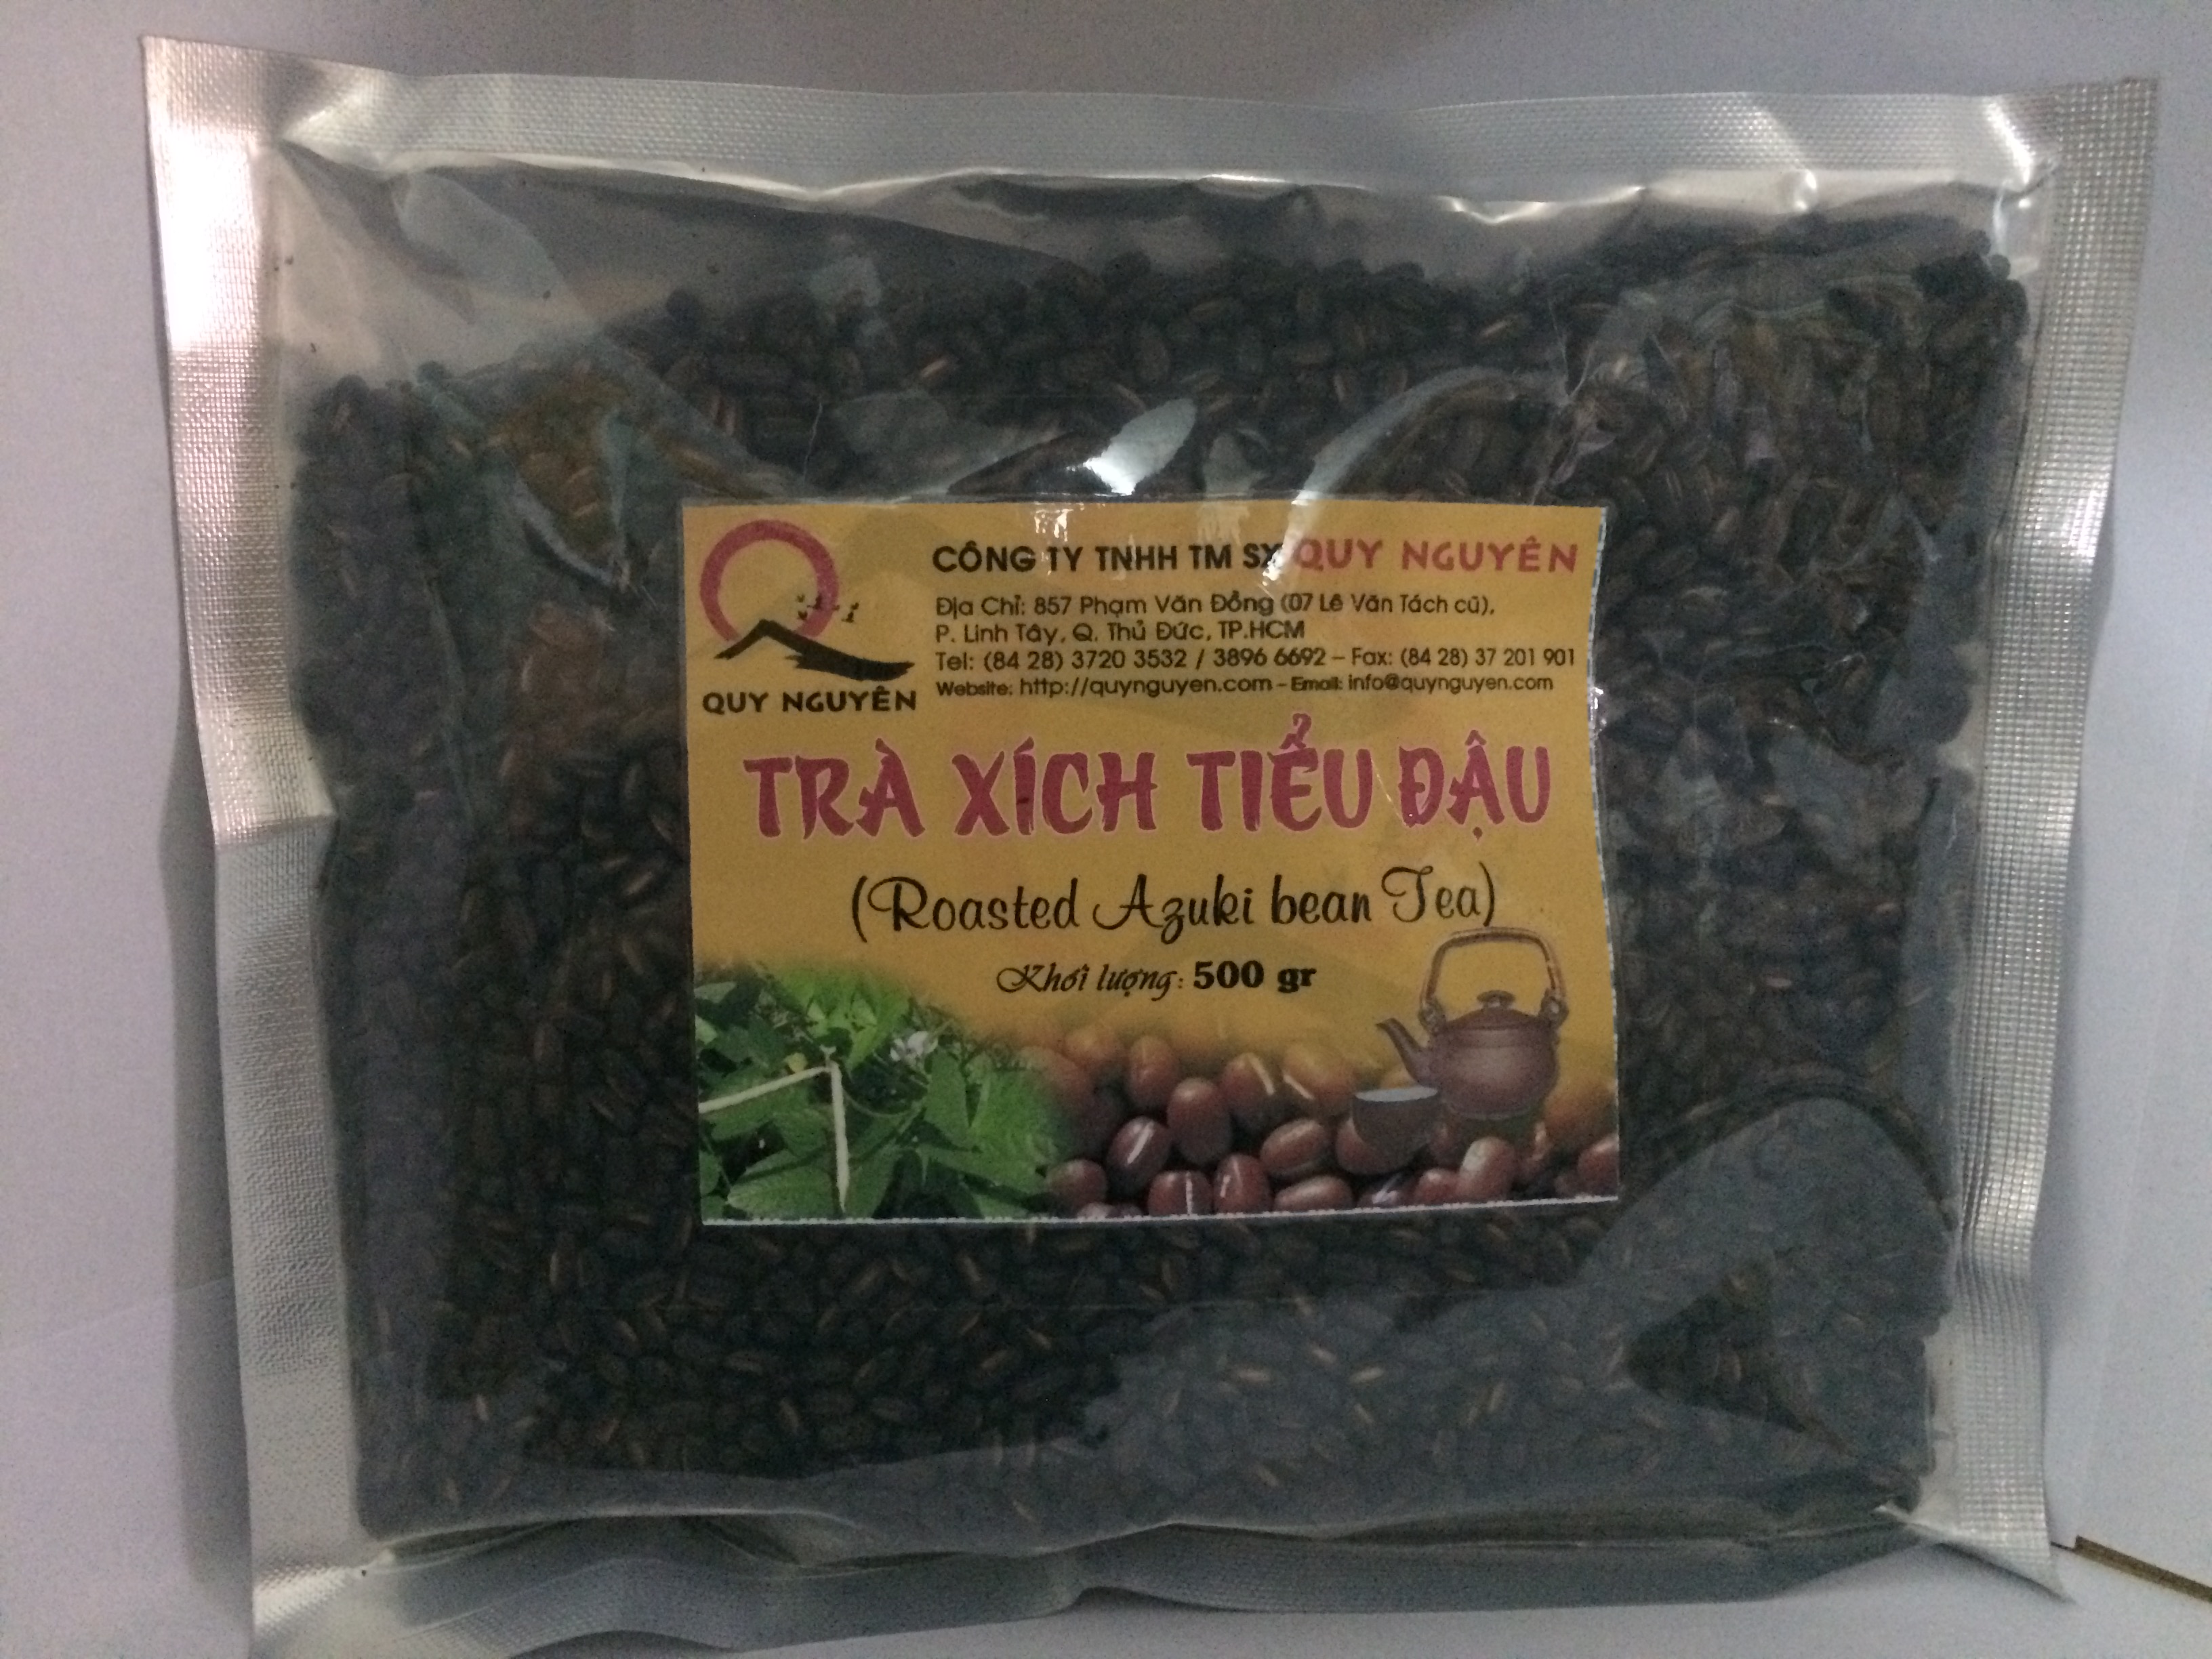 QUY NGUYÊN
CÔNG TY TNHH TM SX QUY NGUYÊN
Địa Chỉ: 857 Phạm Văn Đồng (07 Lê Văn Tách cũ),
P. Linh Tây, Q. Thủ Đức, TP.HCM
Tel: (84 28) 3720 3532 / 3896 6692 – Fax: (84 28) 37 201 901
Website: http://quynguyen.com – Email: info@quynguyen.com
TRÀ XÍCH TIỂU ĐẬU
(Roasted Azuki bean Tea)
Khối lượng: 500 gr